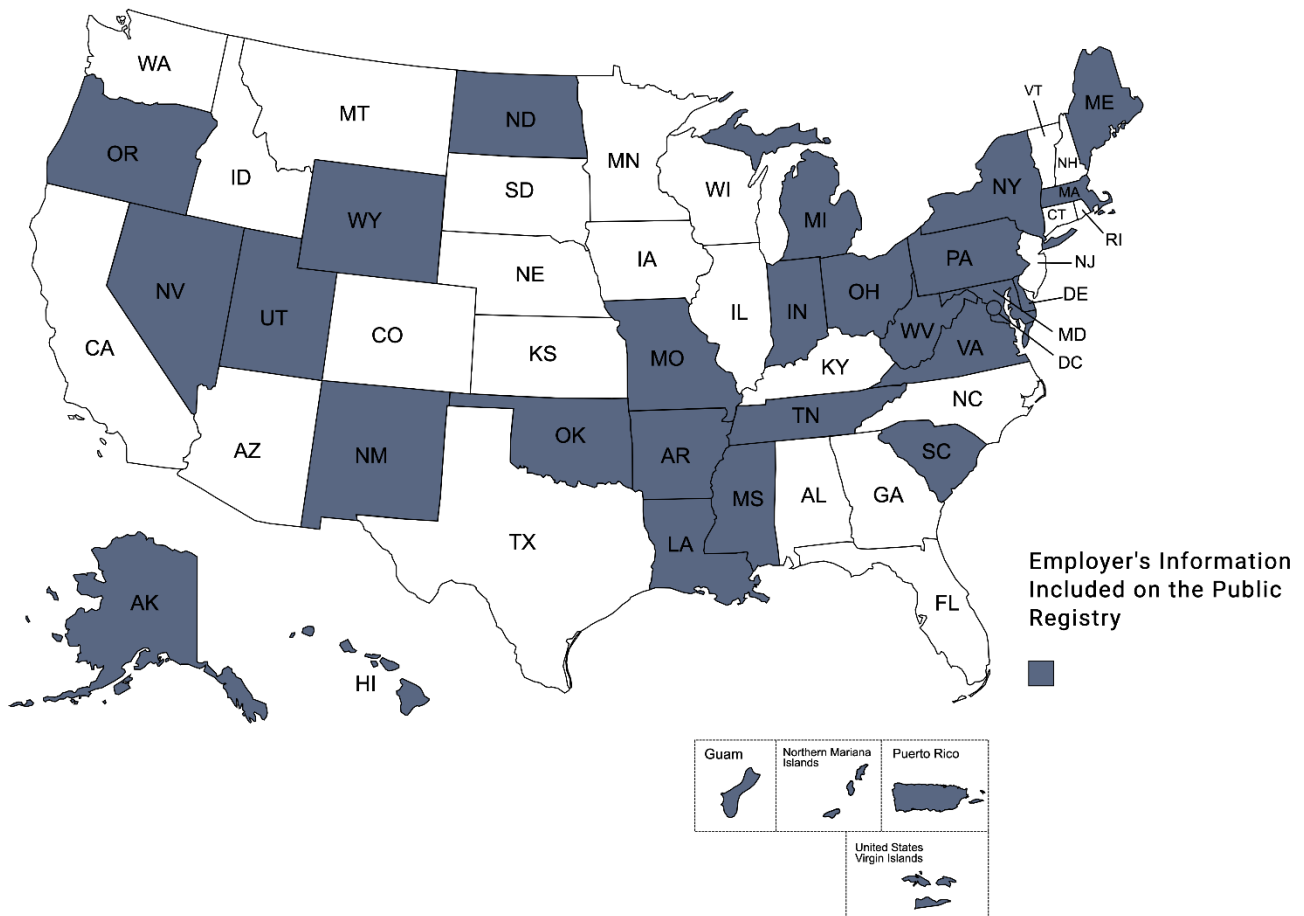 WA
MT
ND
MN
VT
ME
OR
ID
SD
WI
NH
NY
WY
MI
MA
CT
RI
NE
IA
PA
NJ
NV
UT
CO
IL
IN
OH
DE
CA
KS
MO
WV
VA
MD
KY
DC
NC
TN
AZ
NM
OK
AR
SC
MS
AL
GA
TX
LA
AK
FL
HI
Employer's Information
Included on the Public
Registry
Guam
Northern Mariana
Islands
Puerto Rico
United States
Virgin Islands